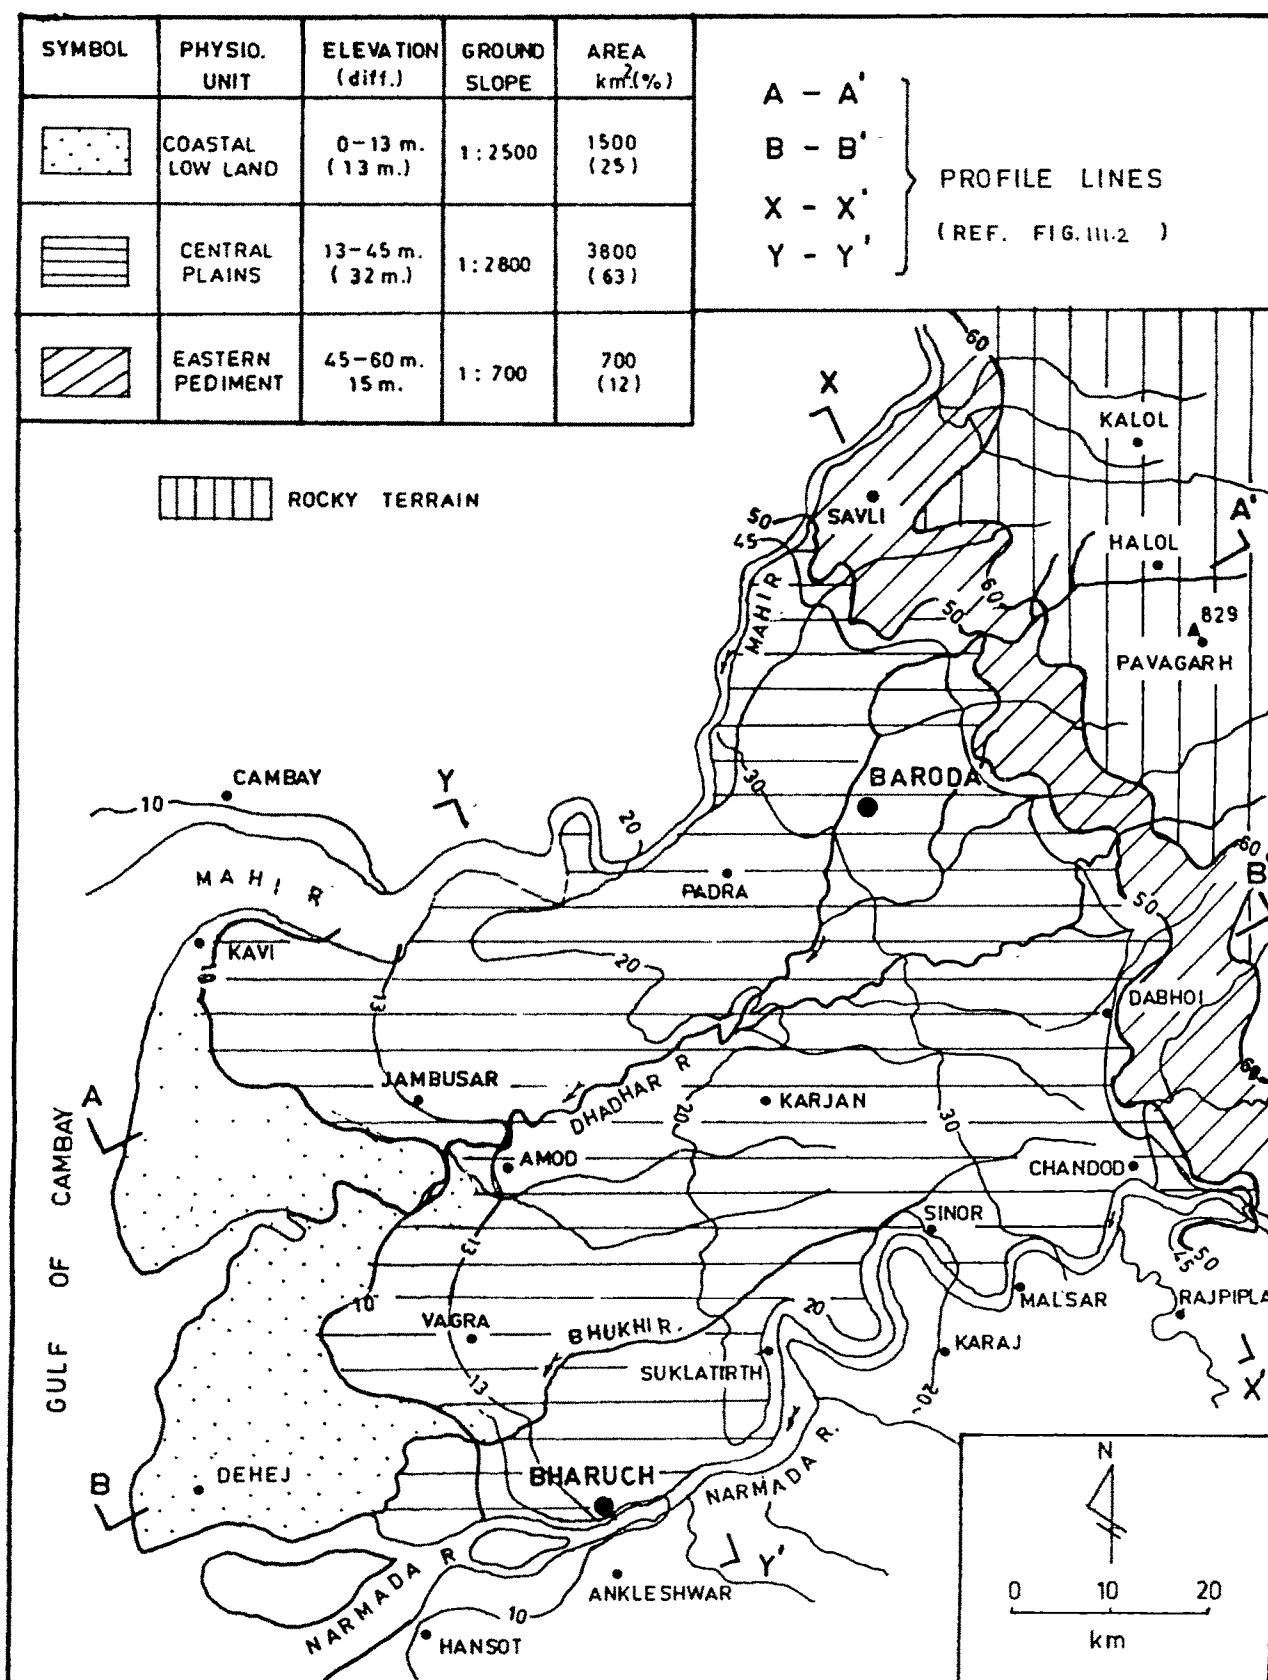 SYMBOL PHYSIO. UNIT ELEVATION (diff.) GROUND SLOPE AREA km²(%)
COASTAL LOW LAND 0-13 m. (13 m.) 1:2500 1500 (25)
CENTRAL PLAINS 13-45 m. (32 m.) 1:2800 3800 (63)
EASTERN PEDIMENT 45-60 m. 15 m. 1:700 700 (12)
ROCKY TERRAIN
A - A'
B - B'
X - X'
Y - Y'
PROFILE LINES
(REF. FIG. III.2 )
60
X
KALOL
SAVLI
50
45
A'
HALOL
MAHI R
60
50
829
PAVAGARH
CAMBAY
Y
10
30
BARODA
20
60
MAHI R
PADRA
B'
50
KAVI
10
13
20
DABHOI
60
JAMBUSAR
DHADHAR R
KARJAN
A
20
30
AMOD
CHANDOD
GULF OF CAMBAY
SINOR
13
50
45
10
VAGRA
BHUKHI R.
20
MALSAR
RAJPIPLA
SUKLATIRTH
KARAJ
13
20
X'
BHARUCH
NARMADA R.
B
DEHEJ
N
NARMADA R
Y'
ANKLESHWAR
10
HANSOT
0 10 20
km